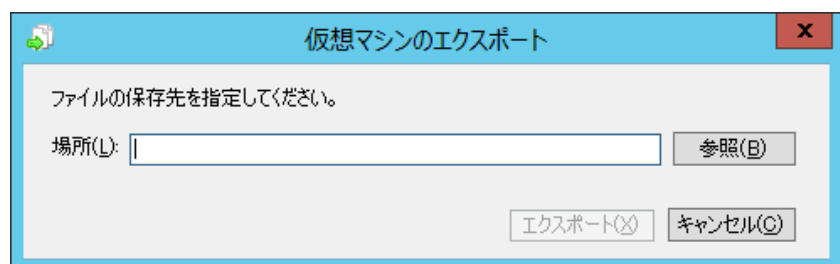 仮想マシンのエクスポート
x
ファイルの保存先を指定してください。
場所(L): 参照(B)
エクスポート(X) キャンセル(C)